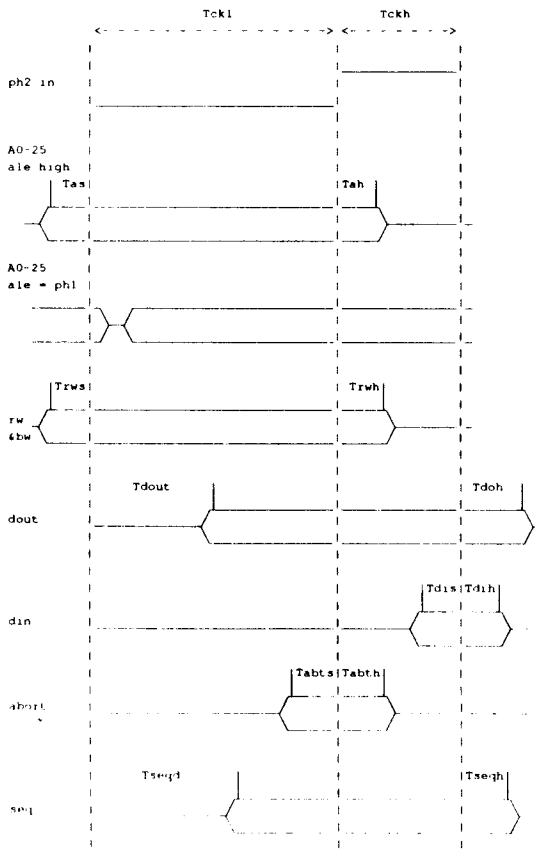 Tckl Tckh
ph2 in
A0-25
ale high
Tas Tah
A0-25
ale = ph1
Trws Trwh
rw
&bw
Tdout Tdoh
dout
Tdis Tdih
din
Tabts Tabth
abort
Tseqd Tseqh
seq